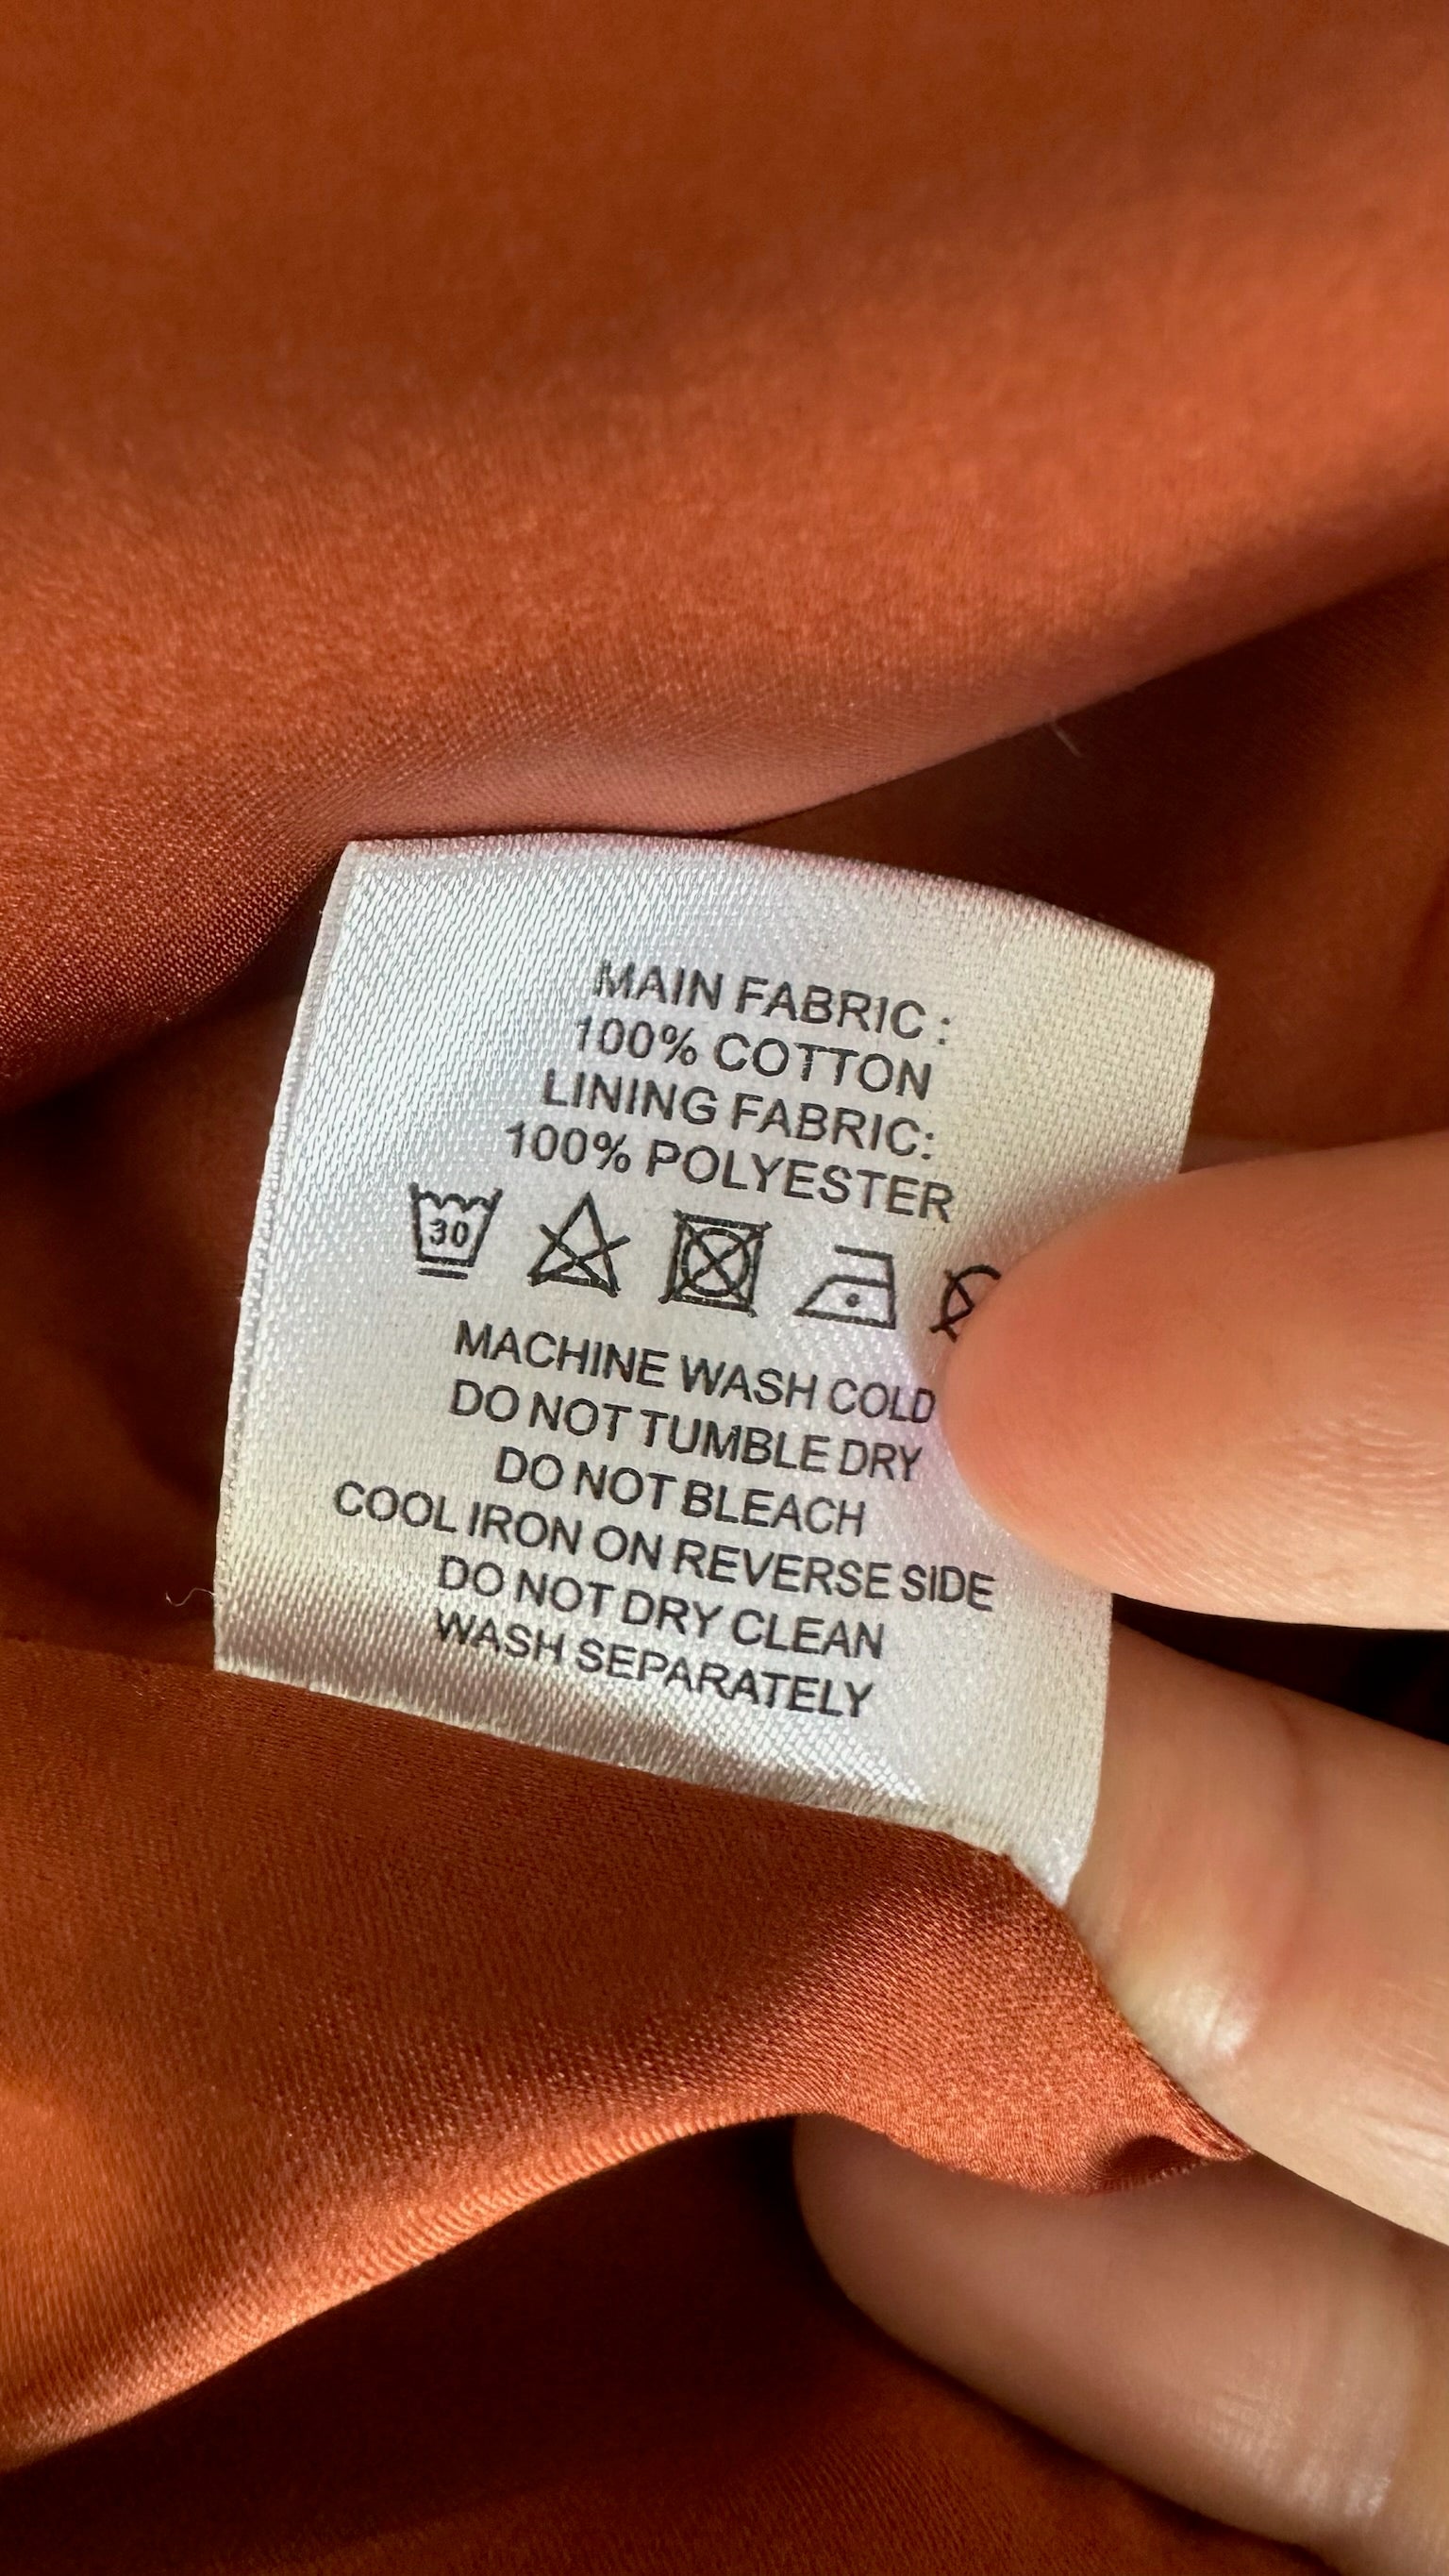 MAIN FABRIC :
100% COTTON
LINING FABRIC:
100% POLYESTER
30
MACHINE WASH COLD
DO NOT TUMBLE DRY
DO NOT BLEACH
COOL IRON ON REVERSE SIDE
DO NOT DRY CLEAN
WASH SEPARATELY